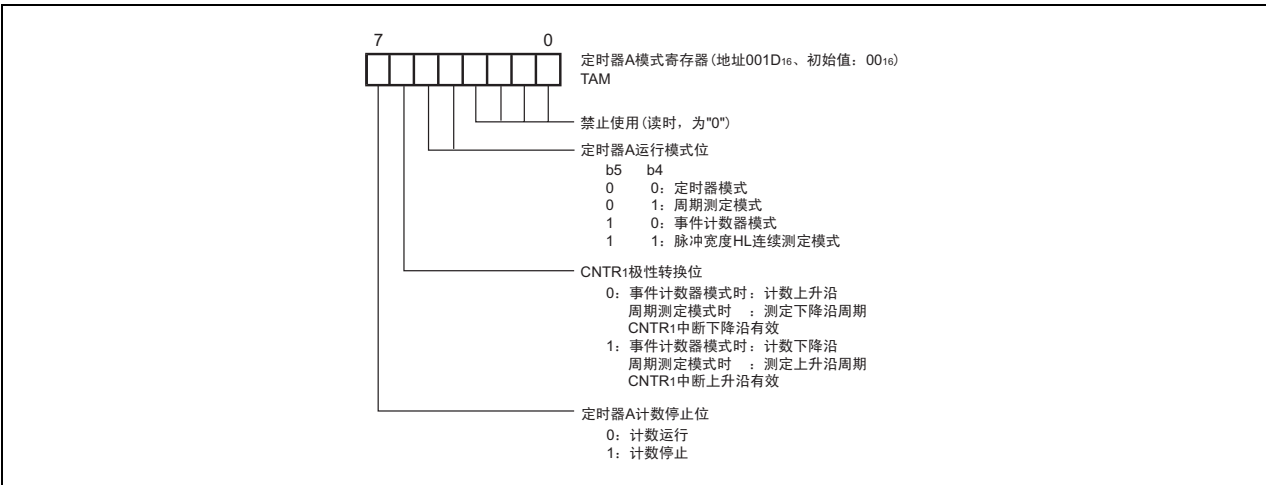 7 0
定时器A模式寄存器(地址001D16、初始值：0016)
TAM
禁止使用(读时，为"0")
定时器A运行模式位
b5 b4
0 0：定时器模式
0 1：周期测定模式
1 0：事件计数器模式
1 1：脉冲宽度HL连续测定模式
CNTR1极性转换位
0：事件计数器模式时：计数上升沿
周期测定模式时 ：测定下降沿周期
CNTR1中断下降沿有效
1：事件计数器模式时：计数下降沿
周期测定模式时 ：测定上升沿周期
CNTR1中断上升沿有效
定时器A计数停止位
0：计数运行
1：计数停止